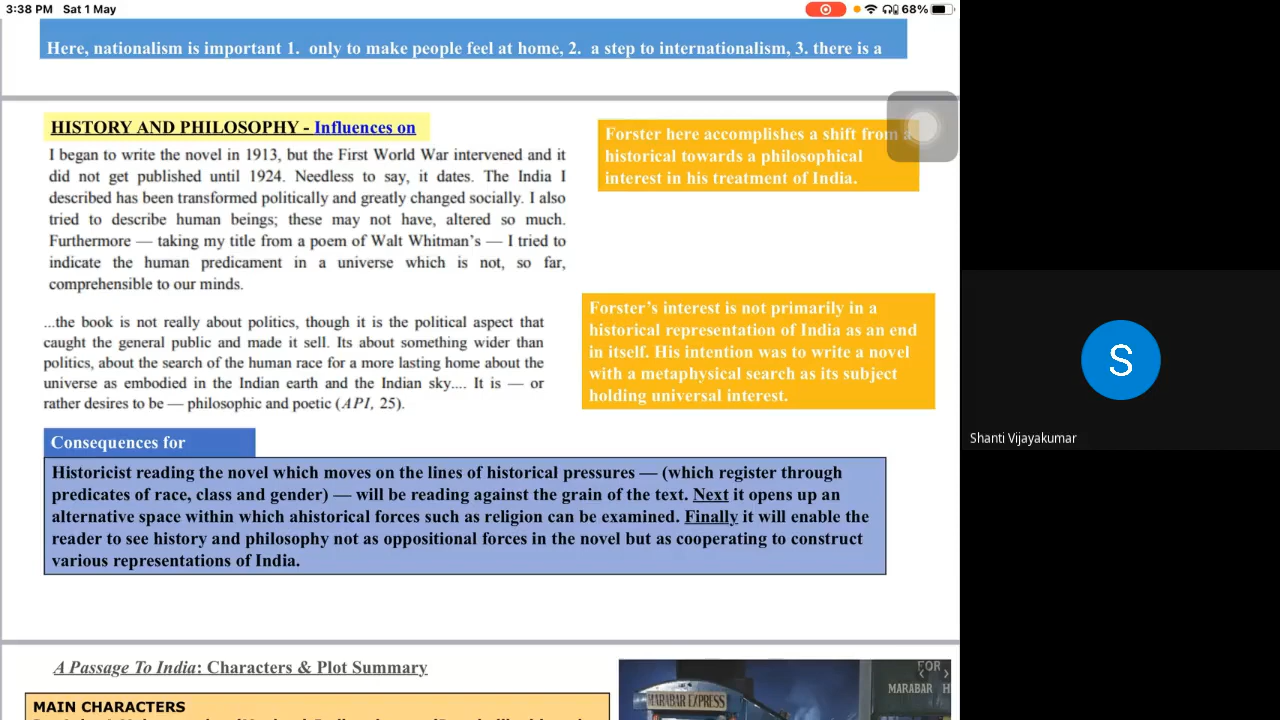 3:38 PM Sat 1 May
68%
Here, nationalism is important 1. only to make people feel at home, 2. a step to internationalism, 3. there is a
HISTORY AND PHILOSOPHY - Influences on
I began to write the novel in 1913, but the First World War intervened and it
did not get published until 1924. Needless to say, it dates. The India I
described has been transformed politically and greatly changed socially. I also
tried to describe human beings; these may not have, altered so much.
Furthermore — taking my title from a poem of Walt Whitman's — I tried to
indicate the human predicament in a universe which is not, so far,
comprehensible to our minds.
...the book is not really about politics, though it is the political aspect that
caught the general public and made it sell. Its about something wider than
politics, about the search of the human race for a more lasting home about the
universe as embodied in the Indian earth and the Indian sky.... It is — or
rather desires to be — philosophic and poetic (API, 25).
Forster here accomplishes a shift from a
historical towards a philosophical
interest in his treatment of India.
Forster's interest is not primarily in a
historical representation of India as an end
in itself. His intention was to write a novel
with a metaphysical search as its subject
holding universal interest.
Consequences for
Historicist reading the novel which moves on the lines of historical pressures — (which register through
predicates of race, class and gender) — will be reading against the grain of the text. Next it opens up an
alternative space within which ahistorical forces such as religion can be examined. Finally it will enable the
reader to see history and philosophy not as oppositional forces in the novel but as cooperating to construct
various representations of India.
A Passage To India: Characters & Plot Summary
MAIN CHARACTERS
MARABAR EXPRESS
FOR
MARABAR H
S
Shanti Vijayakumar